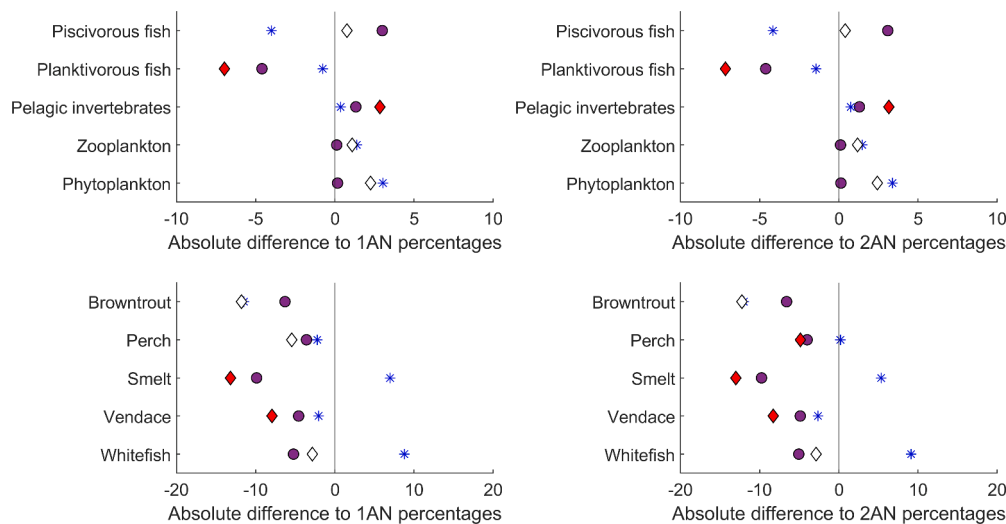 Piscivorous fish
Planktivorous fish
Pelagic invertebrates
Zooplankton
Phytoplankton
-10 -5 0 5 10
Absolute difference to 1AN percentages
Piscivorous fish
Planktivorous fish
Pelagic invertebrates
Zooplankton
Phytoplankton
-10 -5 0 5 10
Absolute difference to 2AN percentages
Browntrout
Perch
Smelt
Vendace
Whitefish
-20 -10 0 10 20
Absolute difference to 1AN percentages
Browntrout
Perch
Smelt
Vendace
Whitefish
-20 -10 0 10 20
Absolute difference to 2AN percentages